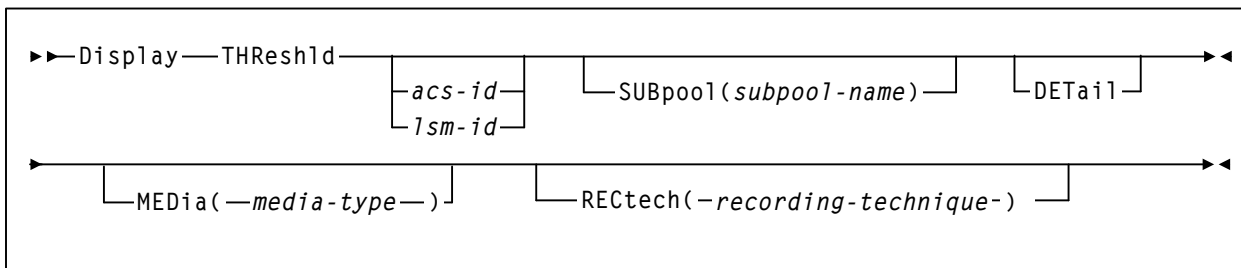 Display THReshld
acs-id
lsm-id
SUBpool(subpool-name)
DETail
MEDia( media-type )
RECtech( recording-technique- )